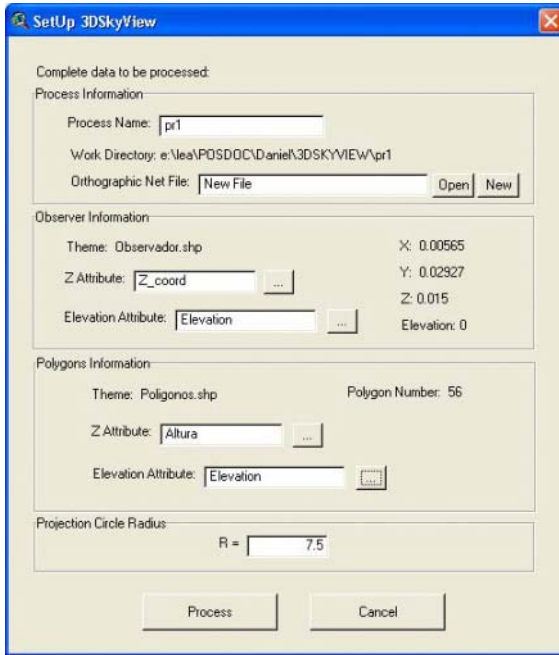 SetUp 3DSkyView
Complete data to be processed:
Process Information
Process Name: pr1
Work Directory: e:\lea\POSDOC\Daniel\3DSKYVIEW\pr1
Orthographic Net File: New File Open New
Observer Information
Theme: Observador.shp X: 0.00565
Y: 0.02927
Z Attribute: Z_coord ...
Z: 0.015
Elevation Attribute: Elevation ... Elevation: 0
Polygons Information
Theme: Poligonos.shp Polygon Number: 56
Z Attribute: Altura ...
Elevation Attribute: Elevation ...
Projection Circle Radius
R = 7.5
Process Cancel